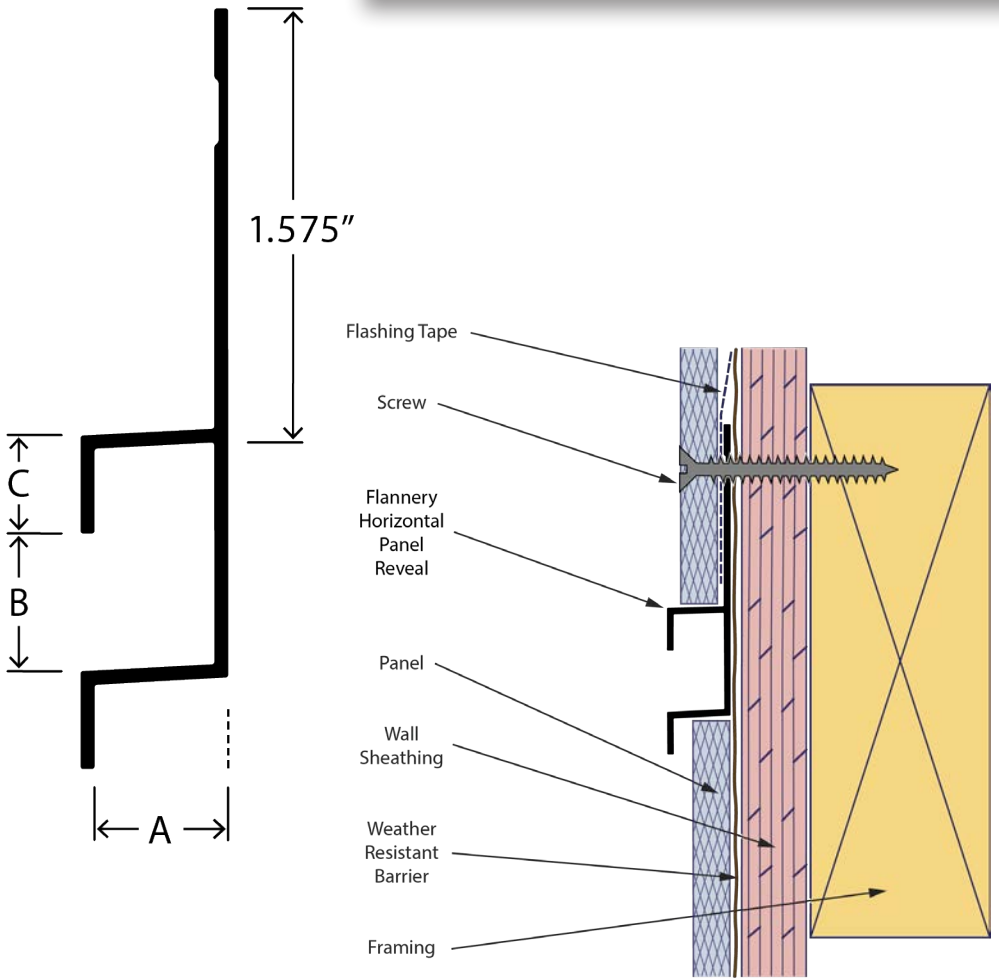 1.575”
C
B
A
Flashing Tape
Screw
Flannery
Horizontal
Panel
Reveal
Panel
Wall
Sheathing
Weather
Resistant
Barrier
Framing